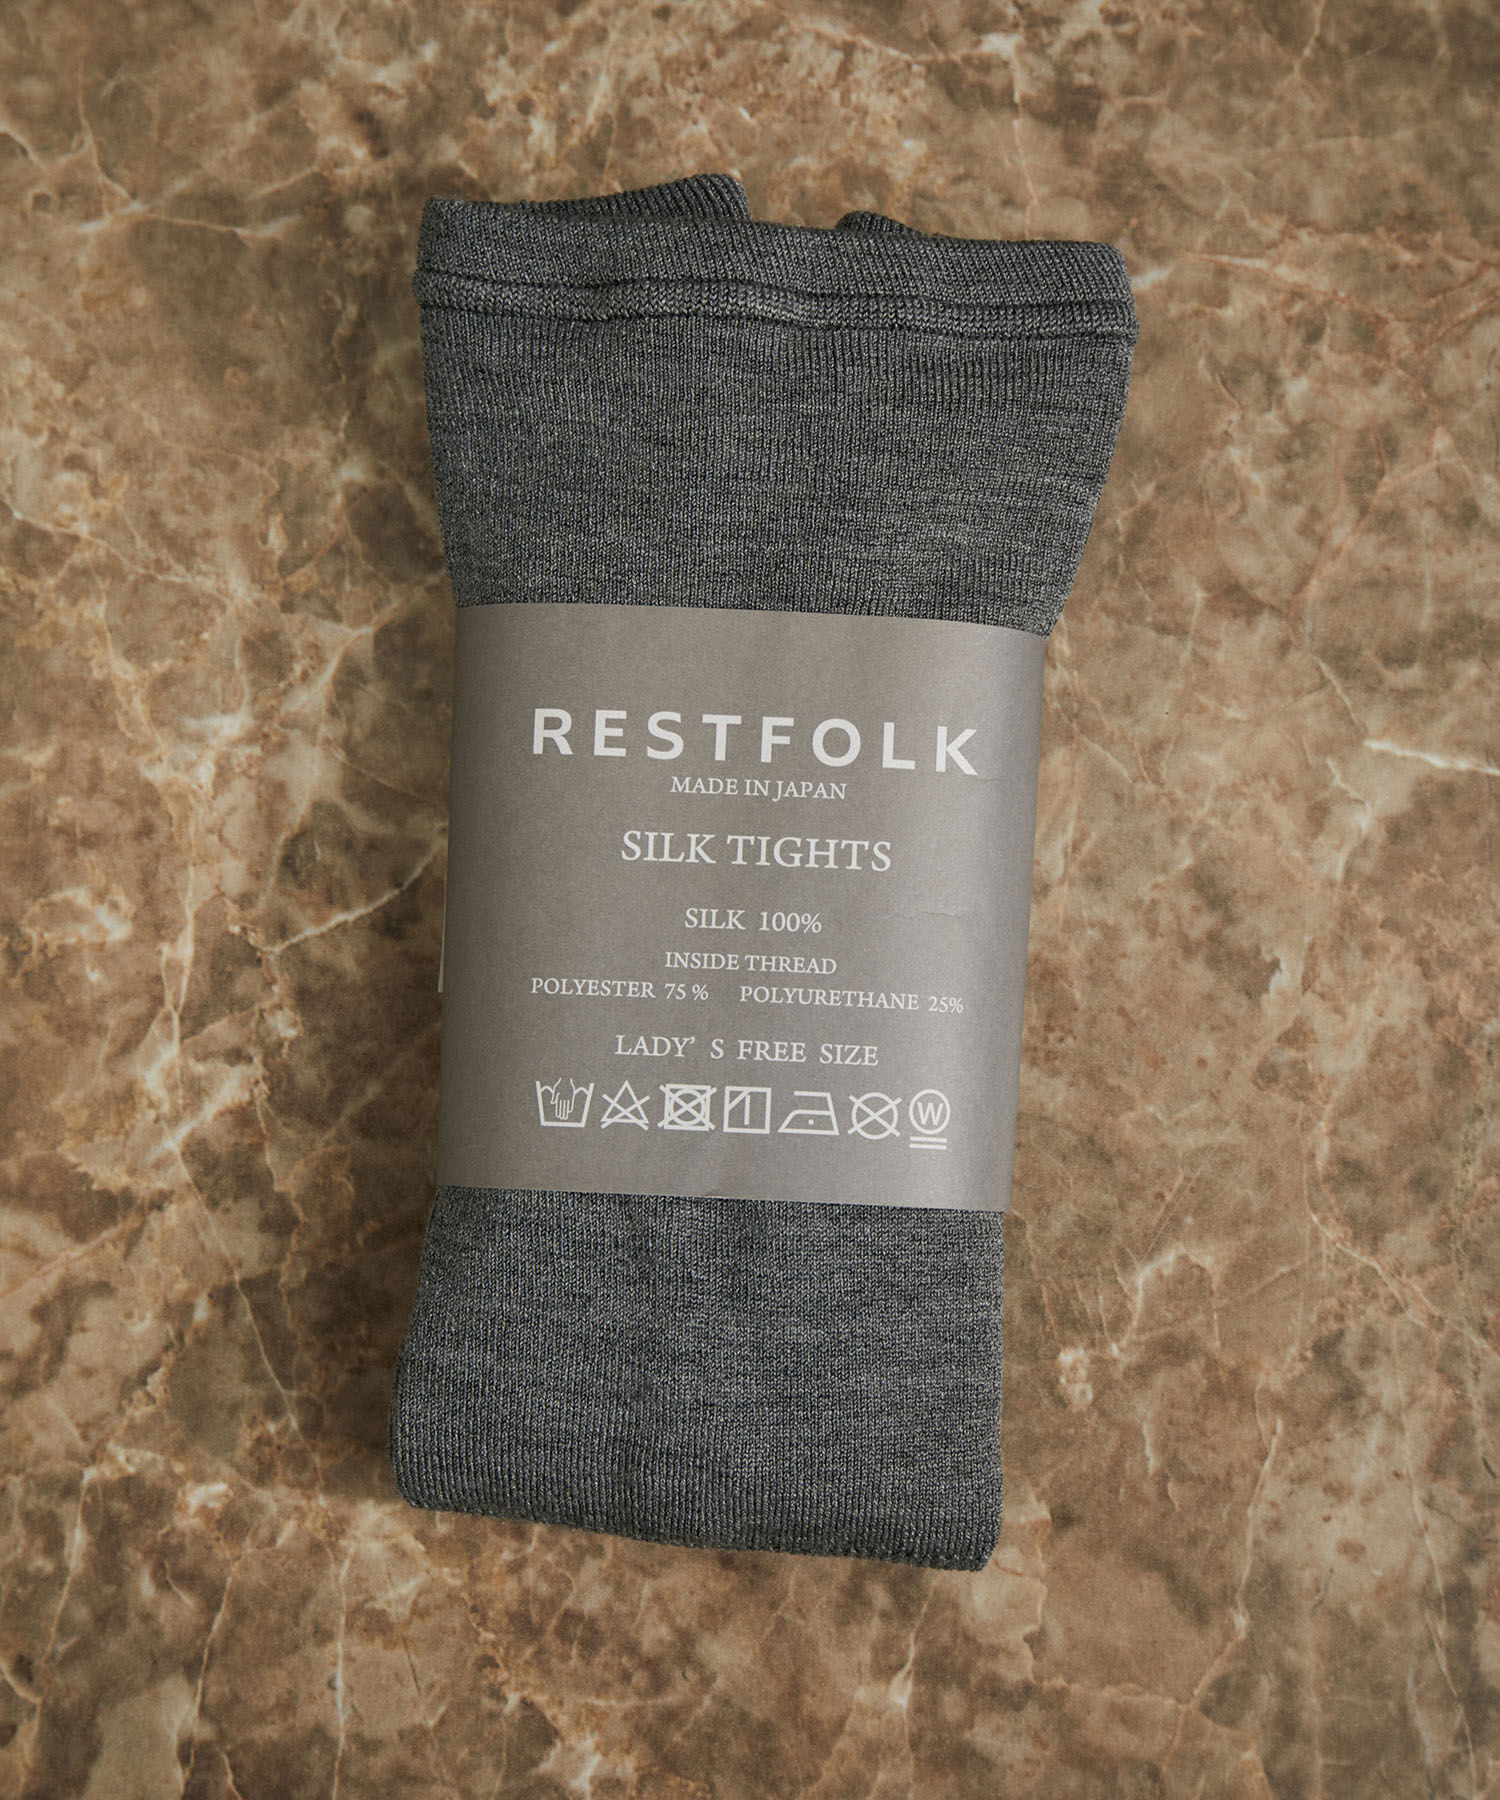 RESTFOLK
MADE IN JAPAN
SILK TIGHTS
SILK 100%
INSIDE THREAD
POLYESTER 75 % POLYURETHANE 25%
LADY’ S FREE SIZE
W